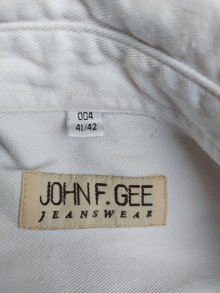 004
41/42
JOHN F. GEE
JEANSWEAR